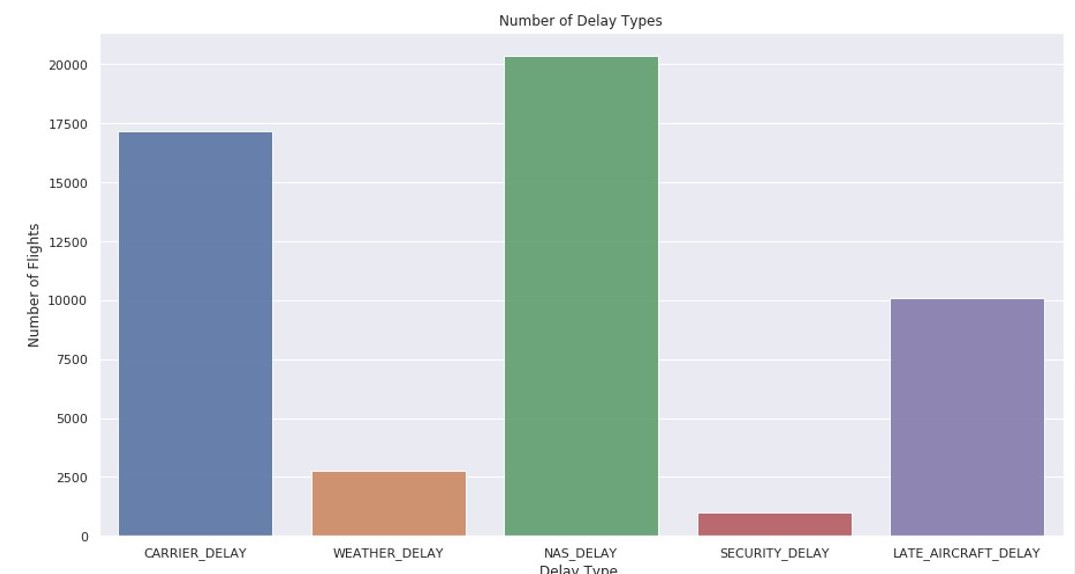 Number of Delay Types
20000
17500
15000
12500
10000
7500
5000
2500
0
Number of Flights
CARRIER_DELAY WEATHER_DELAY NAS_DELAY SECURITY_DELAY LATE_AIRCRAFT_DELAY
Delay Type